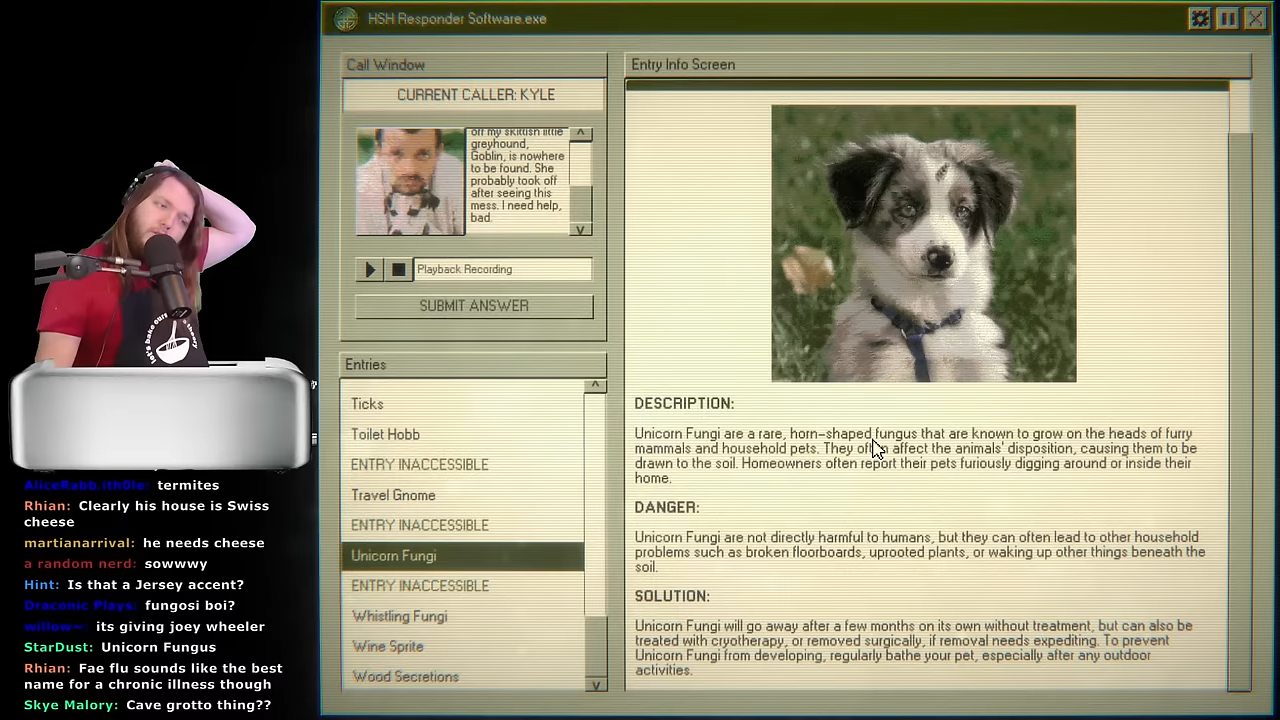 HSH Responder Software.exe
Call Window
CURRENT CALLER: KYLE
off my skittish little
greyhound,
Goblin, is nowhere
to be found. She
probably took off
after seeing this
mess. I need help,
bad.
Playback Recording
SUBMIT ANSWER
Entries
Ticks
Toilet Hobb
ENTRY INACCESSIBLE
Travel Gnome
ENTRY INACCESSIBLE
Unicorn Fungi
ENTRY INACCESSIBLE
Whistling Fungi
Wine Sprite
Wood Secretions
Entry Info Screen
DESCRIPTION:
Unicorn Fungi are a rare, horn-shaped fungus that are known to grow on the heads of furry
mammals and household pets. They often affect the animals' disposition, causing them to be
drawn to the soil. Homeowners often report their pets furiously digging around or inside their
home.
DANGER:
Unicorn Fungi are not directly harmful to humans, but they can often lead to other household
problems such as broken floorboards, uprooted plants, or waking up other things beneath the
soil.
SOLUTION:
Unicorn Fungi will go away after a few months on its own without treatment, but can also be
treated with cryotherapy, or removed surgically, if removal needs expediting. To prevent
Unicorn Fungi from developing, regularly bathe your pet, especially after any outdoor
activities.
let's bake
AliceRabb.ith0le: termites
Rhian: Clearly his house is Swiss
cheese
martianarrival: he needs cheese
a random nerd: sowwwy
Hint: Is that a Jersey accent?
Draconic Plays: fungosi boi?
willow~: its giving joey wheeler
StarDust: Unicorn Fungus
Rhian: Fae flu sounds like the best
name for a chronic illness though
Skye Malory: Cave grotto thing??